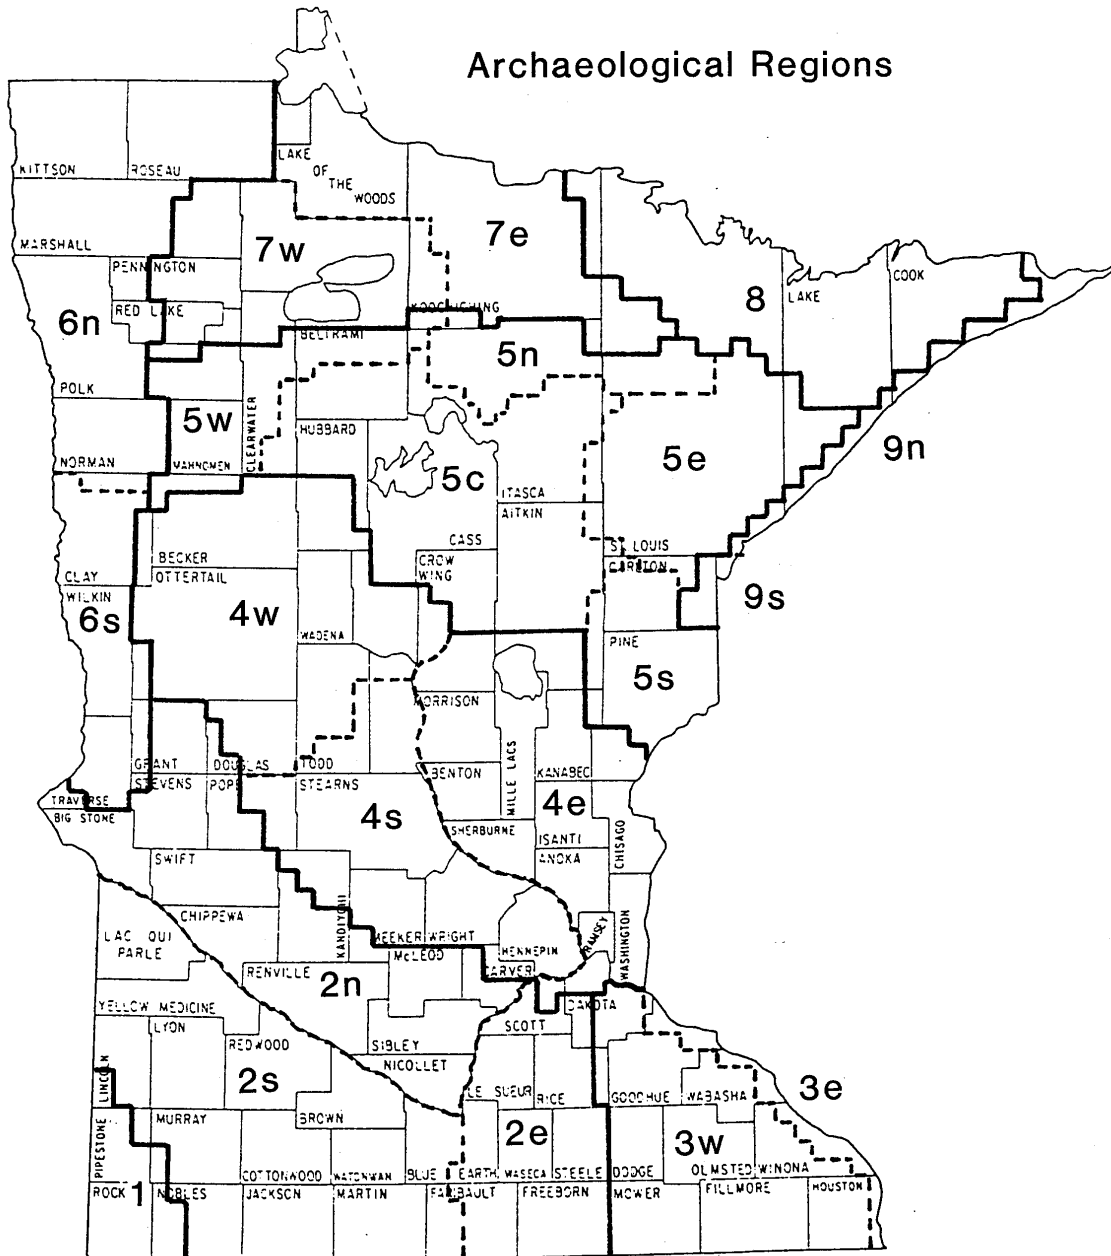 Archaeological Regions
KITTSON
ROSEAU
LAKE
OF
THE
WOODS
MARSHALL
7w
7e
PENNINGTON
8
LAKE
COOK
RED LAKE
6n
KOOCHICHING
BELTRAMI
5n
POLK
5w
CLEARWATER
HUBBARD
NORMAN
MAHNOMEN
5c
5e
9n
ITASCA
AITKIN
CASS
ST LOUIS
BECKER
CROW
WING
CARLTON
CLAY
OTTERTAIL
WILKIN
6s
4w
9s
WADENA
PINE
5s
MORRISON
GRANT
DOUGLAS
TODD
BENTON
MILLE LACS
KANABEC
STEVENS
POPE
STEARNS
TRAVERSE
BIG STONE
4s
4e
SHERBURNE
ISANTI
CHISAGO
SWIFT
ANOKA
CHIPPEWA
KANDIYOHI
LAC QUI
PARLE
MEEKER
WRIGHT
HENNEPIN
RAMSEY
WASHINGTON
McLEOD
CARVER
RENVILLE
2n
YELLOW MEDICINE
DAKOTA
LYON
SCOTT
REDWOOD
SIBLEY
NICOLLET
LINCOLN
2s
LE SUEUR
RICE
GOODHUE
WABASHA
3e
PIPESTONE
MURRAY
BROWN
2e
3w
COTTONWOOD
WATONWAN
BLUE EARTH
WASECA
STEELE
DODGE
OLMSTED
WINONA
ROCK
1
NOBLES
JACKSON
MARTIN
FARIBAULT
FREEBORN
MOWER
FILLMORE
HOUSTON